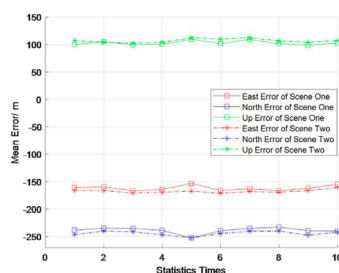 150
100
50
0
-50
-100
-150
-200
-250
Mean Error/ m
East Error of Scene One
North Error of Scene One
Up Error of Scene One
East Error of Scene Two
North Error of Scene Two
Up Error of Scene Two
0 2 4 6 8 10
Statistics Times